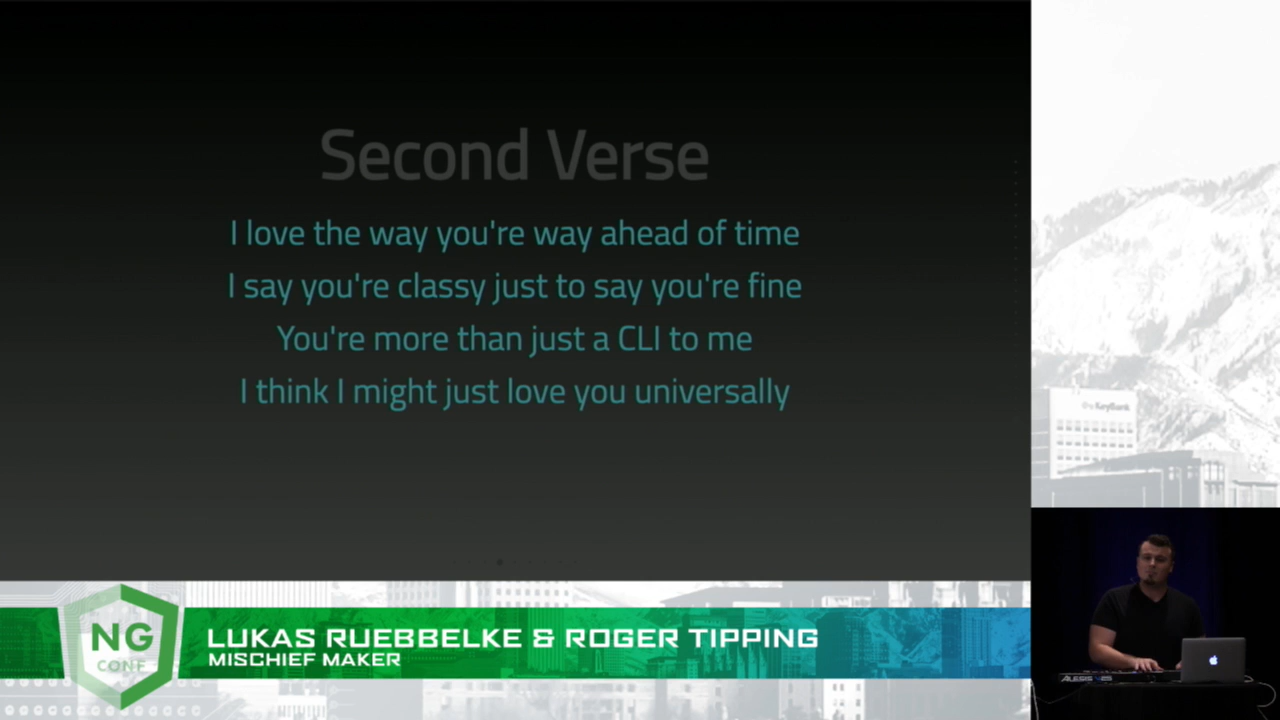 Second Verse
I love the way you're way ahead of time
I say you're classy just to say you're fine
You're more than just a CLI to me
I think I might just love you universally
KeyBank
NG
CONF
LUKAS RUEBBELKE & ROGER TIPPING
MISCHIEF MAKER
ALESIS